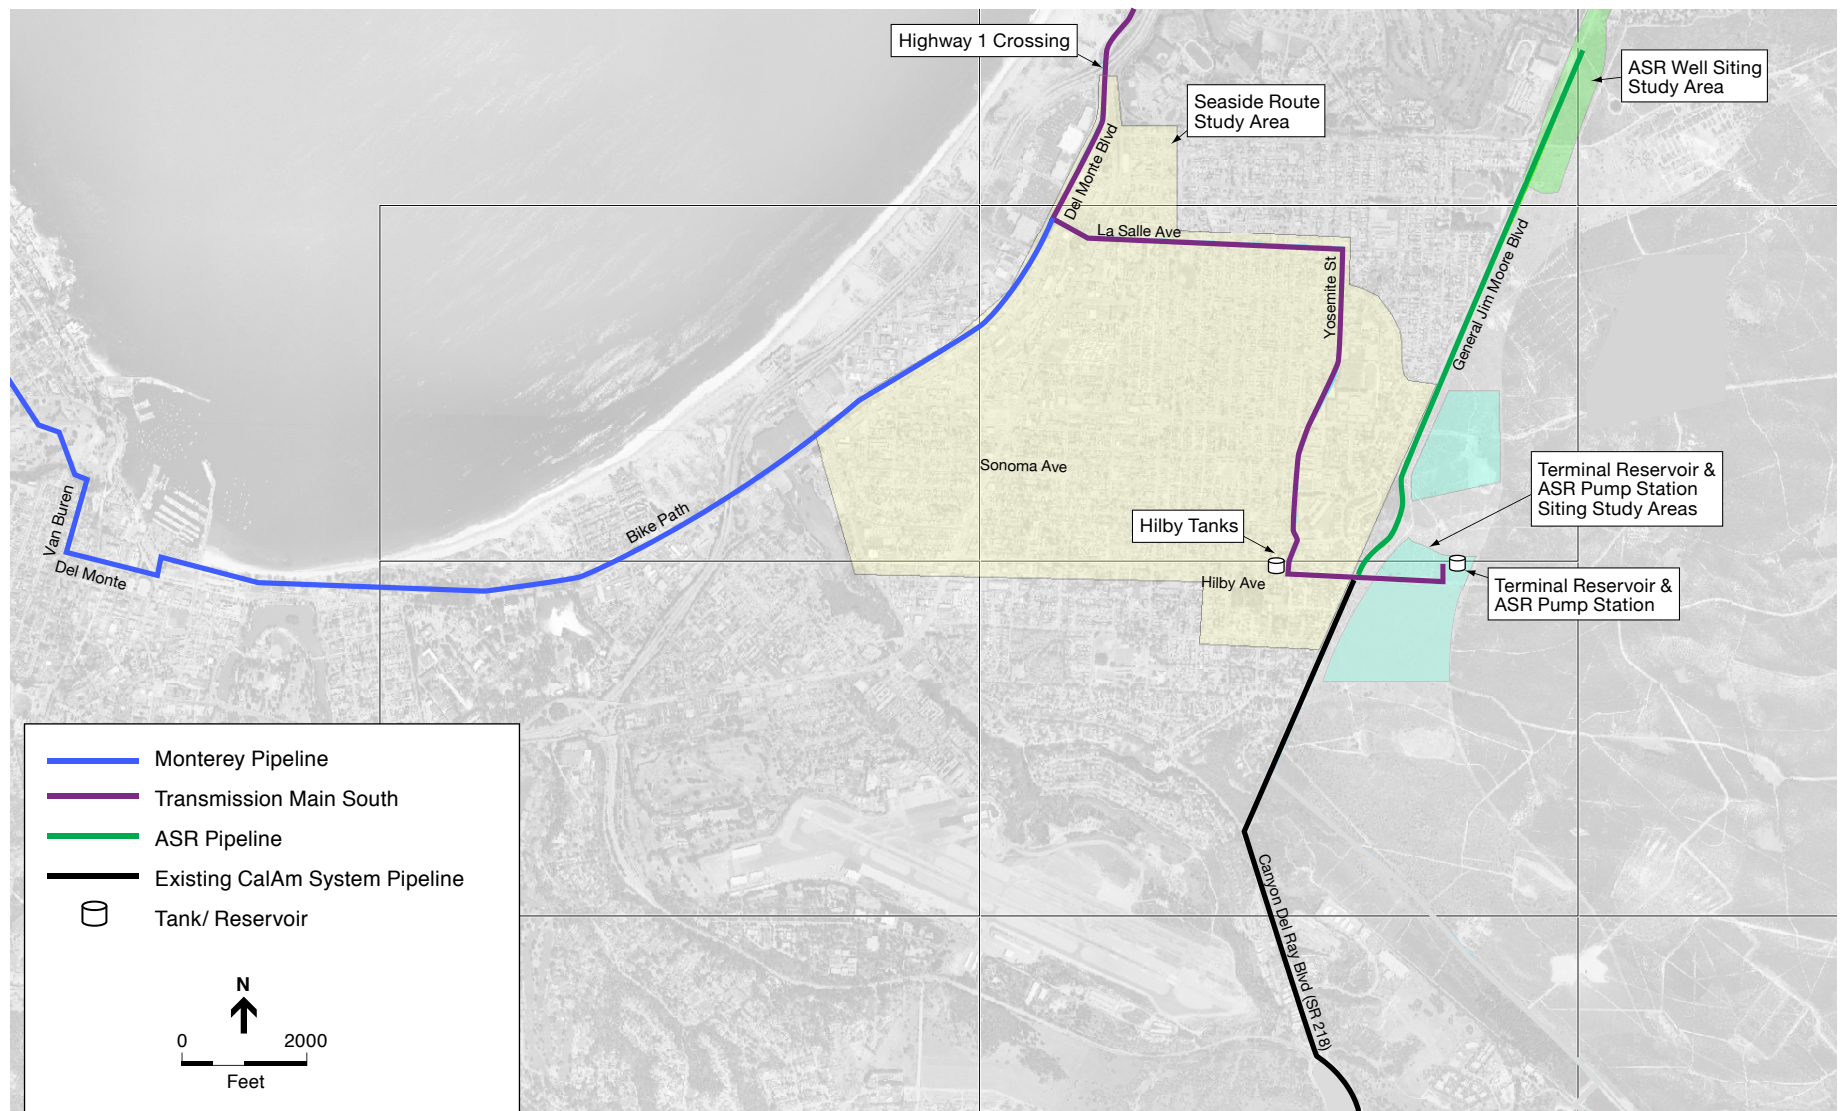 Highway 1 Crossing
ASR Well Siting
Study Area
Seaside Route
Study Area
Del Monte Blvd
La Salle Ave
Yosemite St
General Jim Moore Blvd
Sonoma Ave
Terminal Reservoir &
ASR Pump Station
Siting Study Areas
Hilby Tanks
Bike Path
Van Buren
Del Monte
Hilby Ave
Terminal Reservoir &
ASR Pump Station
Canyon Del Ray Blvd (SR 218)
Monterey Pipeline
Transmission Main South
ASR Pipeline
Existing CalAm System Pipeline
Tank/ Reservoir
N
0 2000
Feet